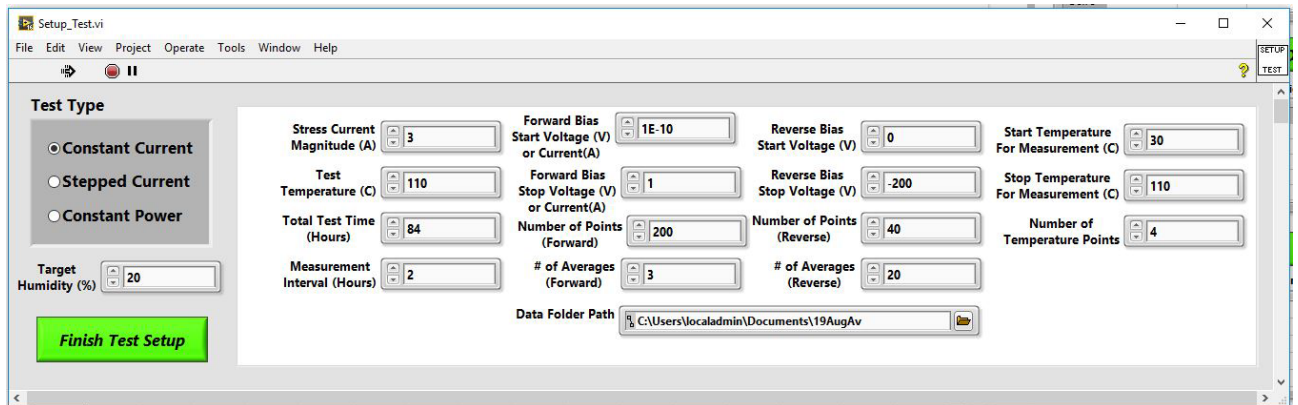 Setup_Test.vi
File Edit View Project Operate Tools Window Help
SETUP
TEST
Test Type
Constant Current
Stepped Current
Constant Power
Target
Humidity (%)
20
Finish Test Setup
Stress Current
Magnitude (A)
3
Test
Temperature (C)
110
Total Test Time
(Hours)
84
Measurement
Interval (Hours)
2
Forward Bias
Start Voltage (V)
or Current(A)
1E-10
Forward Bias
Stop Voltage (V)
or Current(A)
1
Number of Points
(Forward)
200
# of Averages
(Forward)
3
Reverse Bias
Start Voltage (V)
0
Reverse Bias
Stop Voltage (V)
-200
Number of Points
(Reverse)
40
# of Averages
(Reverse)
20
Start Temperature
For Measurement (C)
30
Stop Temperature
For Measurement (C)
110
Number of
Temperature Points
4
Data Folder Path
C:\Users\localadmin\Documents\19AugAv